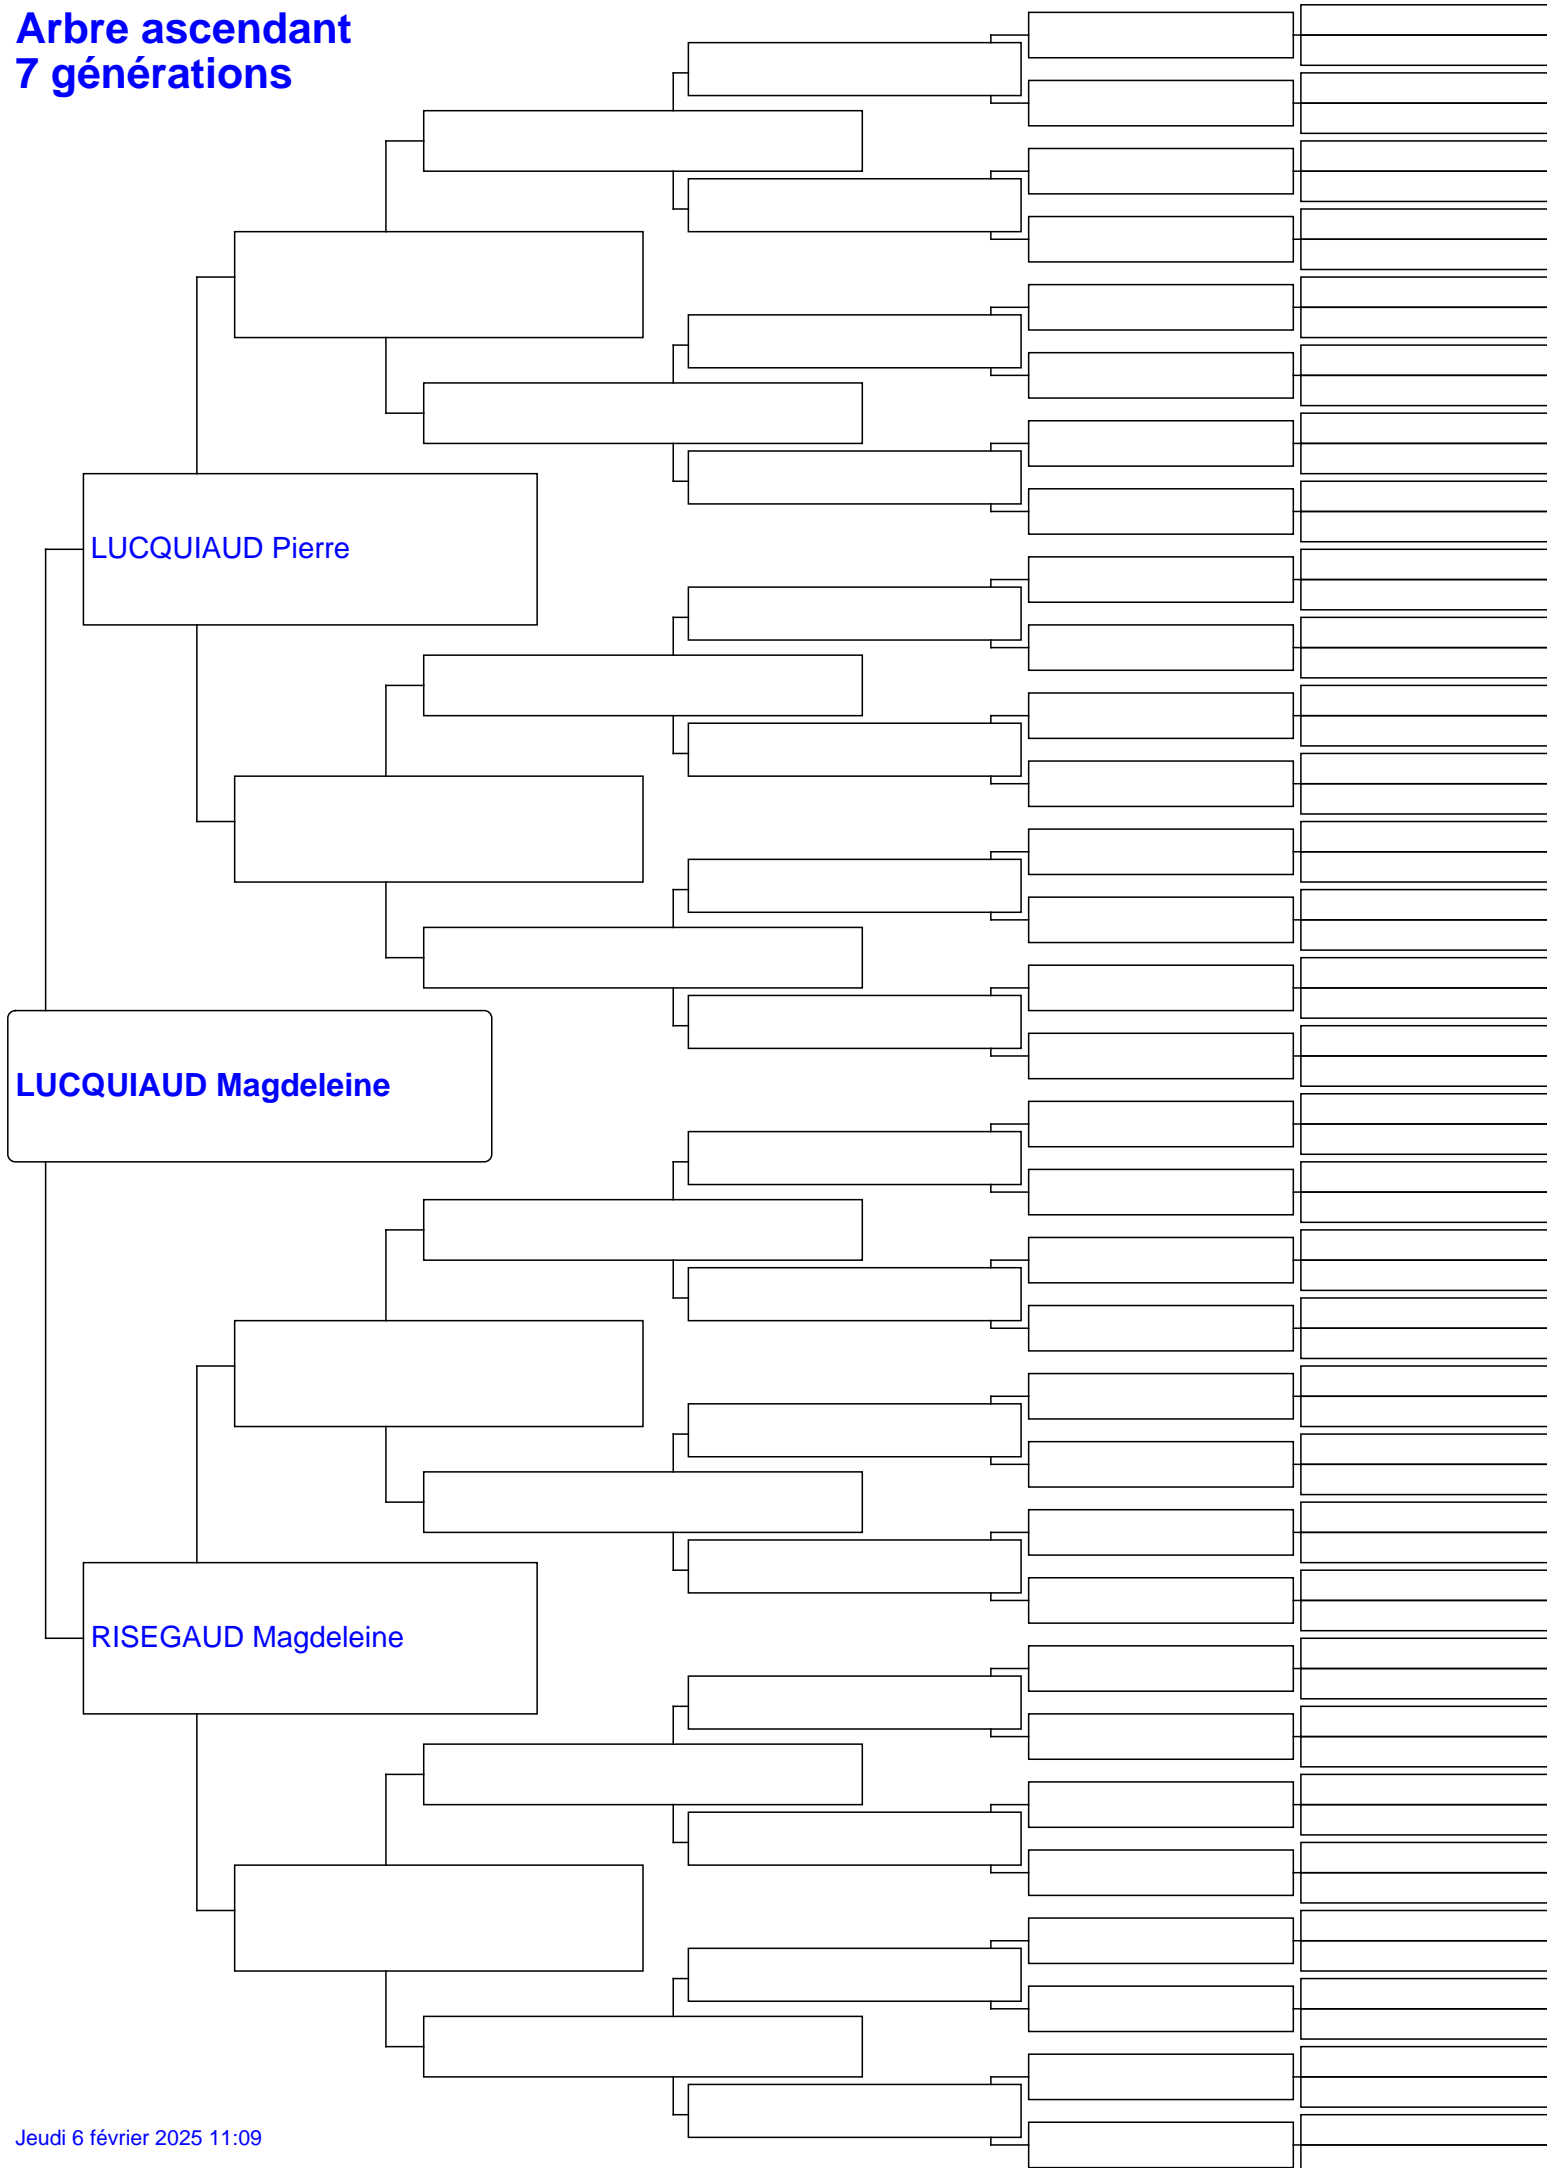 Arbre ascendant
7 générations
LUCQUIAUD Pierre
LUCQUIAUD Magdeleine
RISEGAUD Magdeleine
Jeudi 6 février 2025 11:09